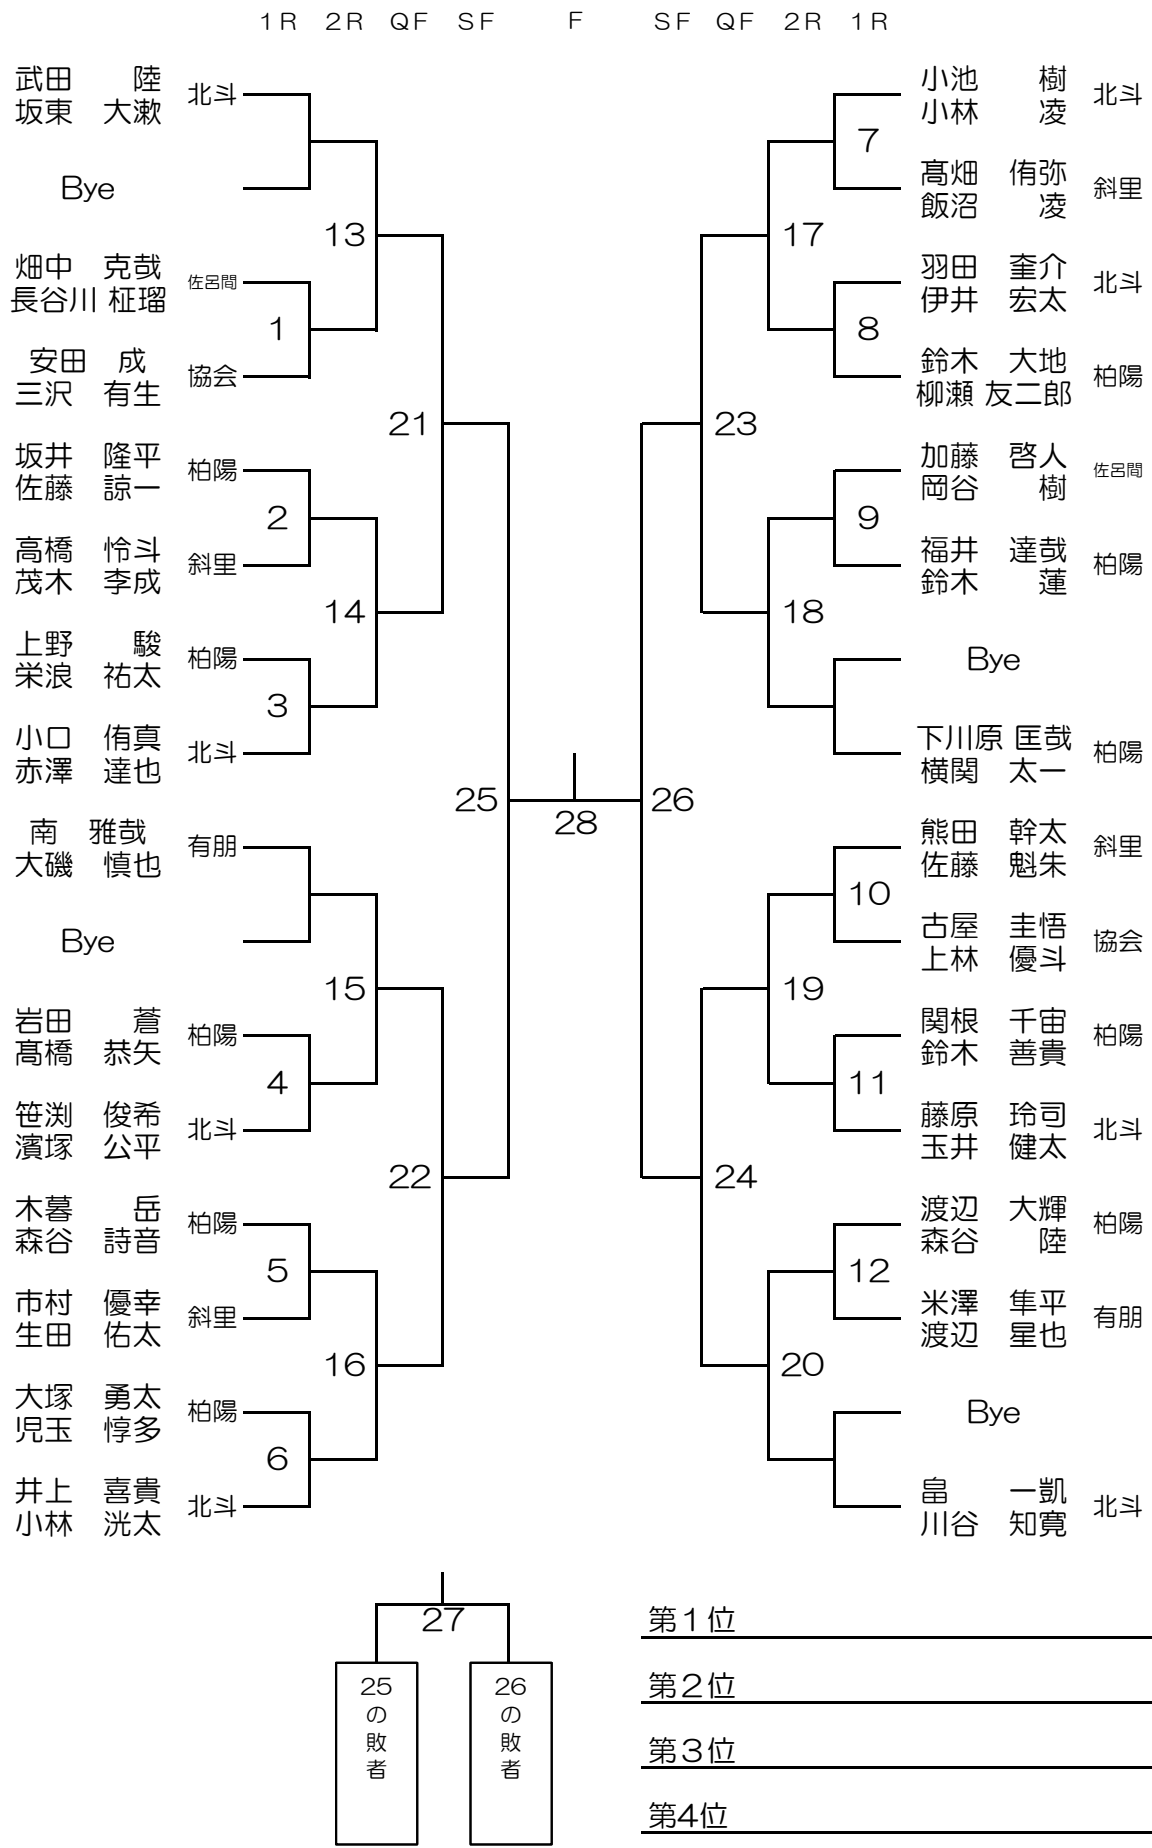 1R 2R QF SF F SF QF 2R 1R
武田 陸
坂東 大漱
北斗
Bye
13
畑中 克哉
長谷川 柾瑠
佐呂間
1
安田 成
三沢 有生
協会
21
坂井 隆平
佐藤 諒一
柏陽
2
高橋 怜斗
茂木 李成
斜里
14
上野 駿
栄浪 祐太
柏陽
3
小口 侑真
赤澤 達也
北斗
25
南 雅哉
大磯 慎也
有朋
Bye
15
岩田 蒼
髙橋 恭矢
柏陽
4
笹渕 俊希
濱塚 公平
北斗
22
木暮 岳
森谷 詩音
柏陽
5
市村 優幸
生田 佑太
斜里
16
大塚 勇太
児玉 惇多
柏陽
6
井上 喜貴
小林 洸太
北斗
28
小池 樹
小林 凌
北斗
7
髙畑 侑弥
飯沼 凌
斜里
17
羽田 奎介
伊井 宏太
北斗
8
鈴木 大地
柳瀬 友二郎
柏陽
23
加藤 啓人
岡谷 樹
佐呂間
9
福井 達哉
鈴木 蓮
柏陽
18
Bye
下川原 匡哉
横関 太一
柏陽
26
熊田 幹太
佐藤 魁朱
斜里
10
古屋 圭悟
上林 優斗
協会
19
関根 千宙
鈴木 善貴
柏陽
11
藤原 玲司
玉井 健太
北斗
24
渡辺 大輝
森谷 陸
柏陽
12
米澤 隼平
渡辺 星也
有朋
20
Bye
畠 一凱
川谷 知寛
北斗
27
25の敗者
26の敗者
第１位
第２位
第３位
第4位